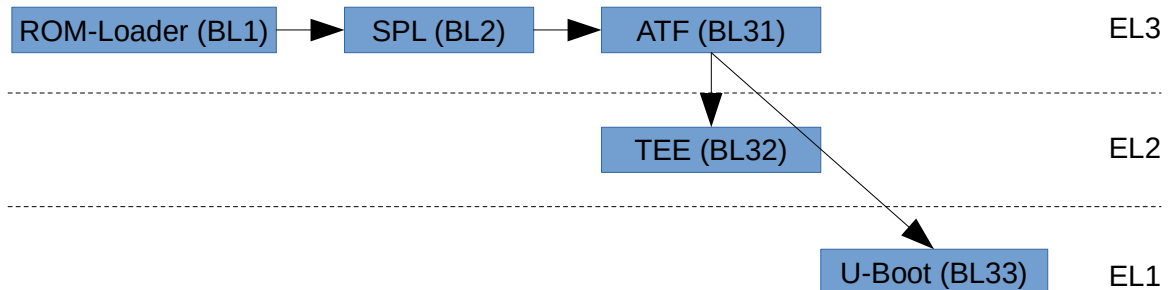 ROM-Loader (BL1) SPL (BL2) ATF (BL31) EL3
TEE (BL32) EL2
U-Boot (BL33) EL1